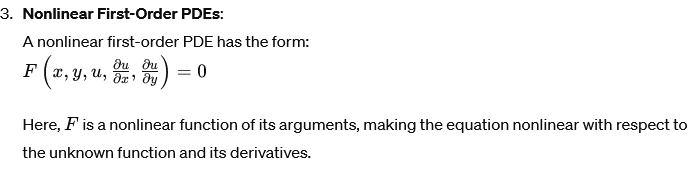 3. Nonlinear First-Order PDEs:
A nonlinear first-order PDE has the form:
F (x, y, u, ∂u/∂x, ∂u/∂y) = 0
Here, F is a nonlinear function of its arguments, making the equation nonlinear with respect to
the unknown function and its derivatives.